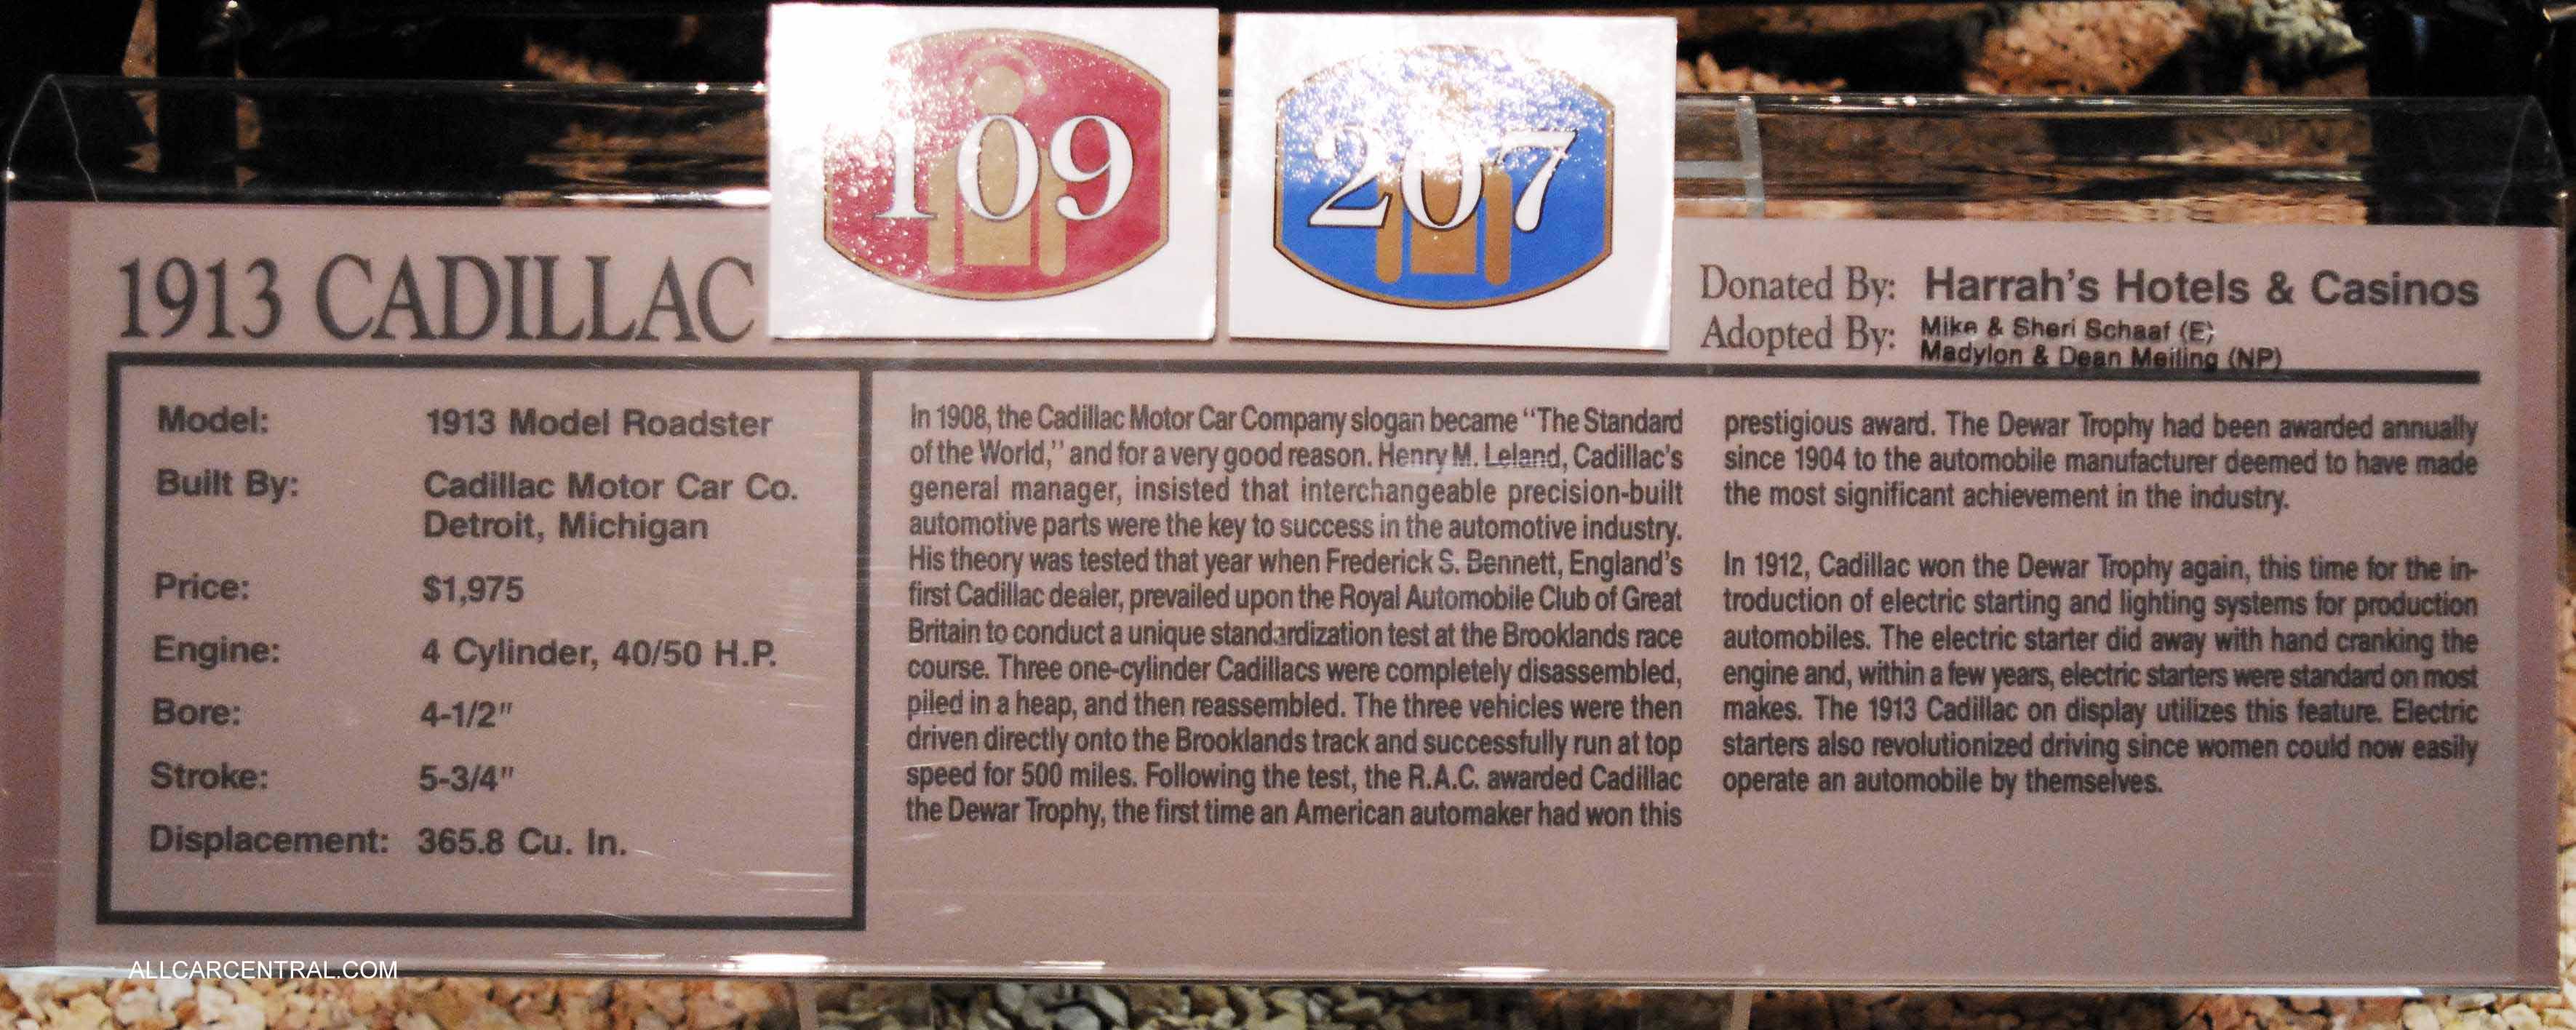 109
207
1913 CADILLAC
Donated By: Harrah's Hotels & Casinos
Adopted By: Mike & Sheri Schaaf (E)
Madylon & Dean Meiling (NP)
Model: 1913 Model Roadster
Built By: Cadillac Motor Car Co.
Detroit, Michigan
Price: $1,975
Engine: 4 Cylinder, 40/50 H.P.
Bore: 4-1/2"
Stroke: 5-3/4"
Displacement: 365.8 Cu. In.
In 1908, the Cadillac Motor Car Company slogan became "The Standard
of the World," and for a very good reason. Henry M. Leland, Cadillac's
general manager, insisted that interchangeable precision-built
automotive parts were the key to success in the automotive industry.
His theory was tested that year when Frederick S. Bennett, England's
first Cadillac dealer, prevailed upon the Royal Automobile Club of Great
Britain to conduct a unique standardization test at the Brooklands race
course. Three one-cylinder Cadillacs were completely disassembled,
piled in a heap, and then reassembled. The three vehicles were then
driven directly onto the Brooklands track and successfully run at top
speed for 500 miles. Following the test, the R.A.C. awarded Cadillac
the Dewar Trophy, the first time an American automaker had won this
prestigious award. The Dewar Trophy had been awarded annually
since 1904 to the automobile manufacturer deemed to have made
the most significant achievement in the industry.
In 1912, Cadillac won the Dewar Trophy again, this time for the in-
troduction of electric starting and lighting systems for production
automobiles. The electric starter did away with hand cranking the
engine and, within a few years, electric starters were standard on most
makes. The 1913 Cadillac on display utilizes this feature. Electric
starters also revolutionized driving since women could now easily
operate an automobile by themselves.
ALLCARCENTRAL.COM